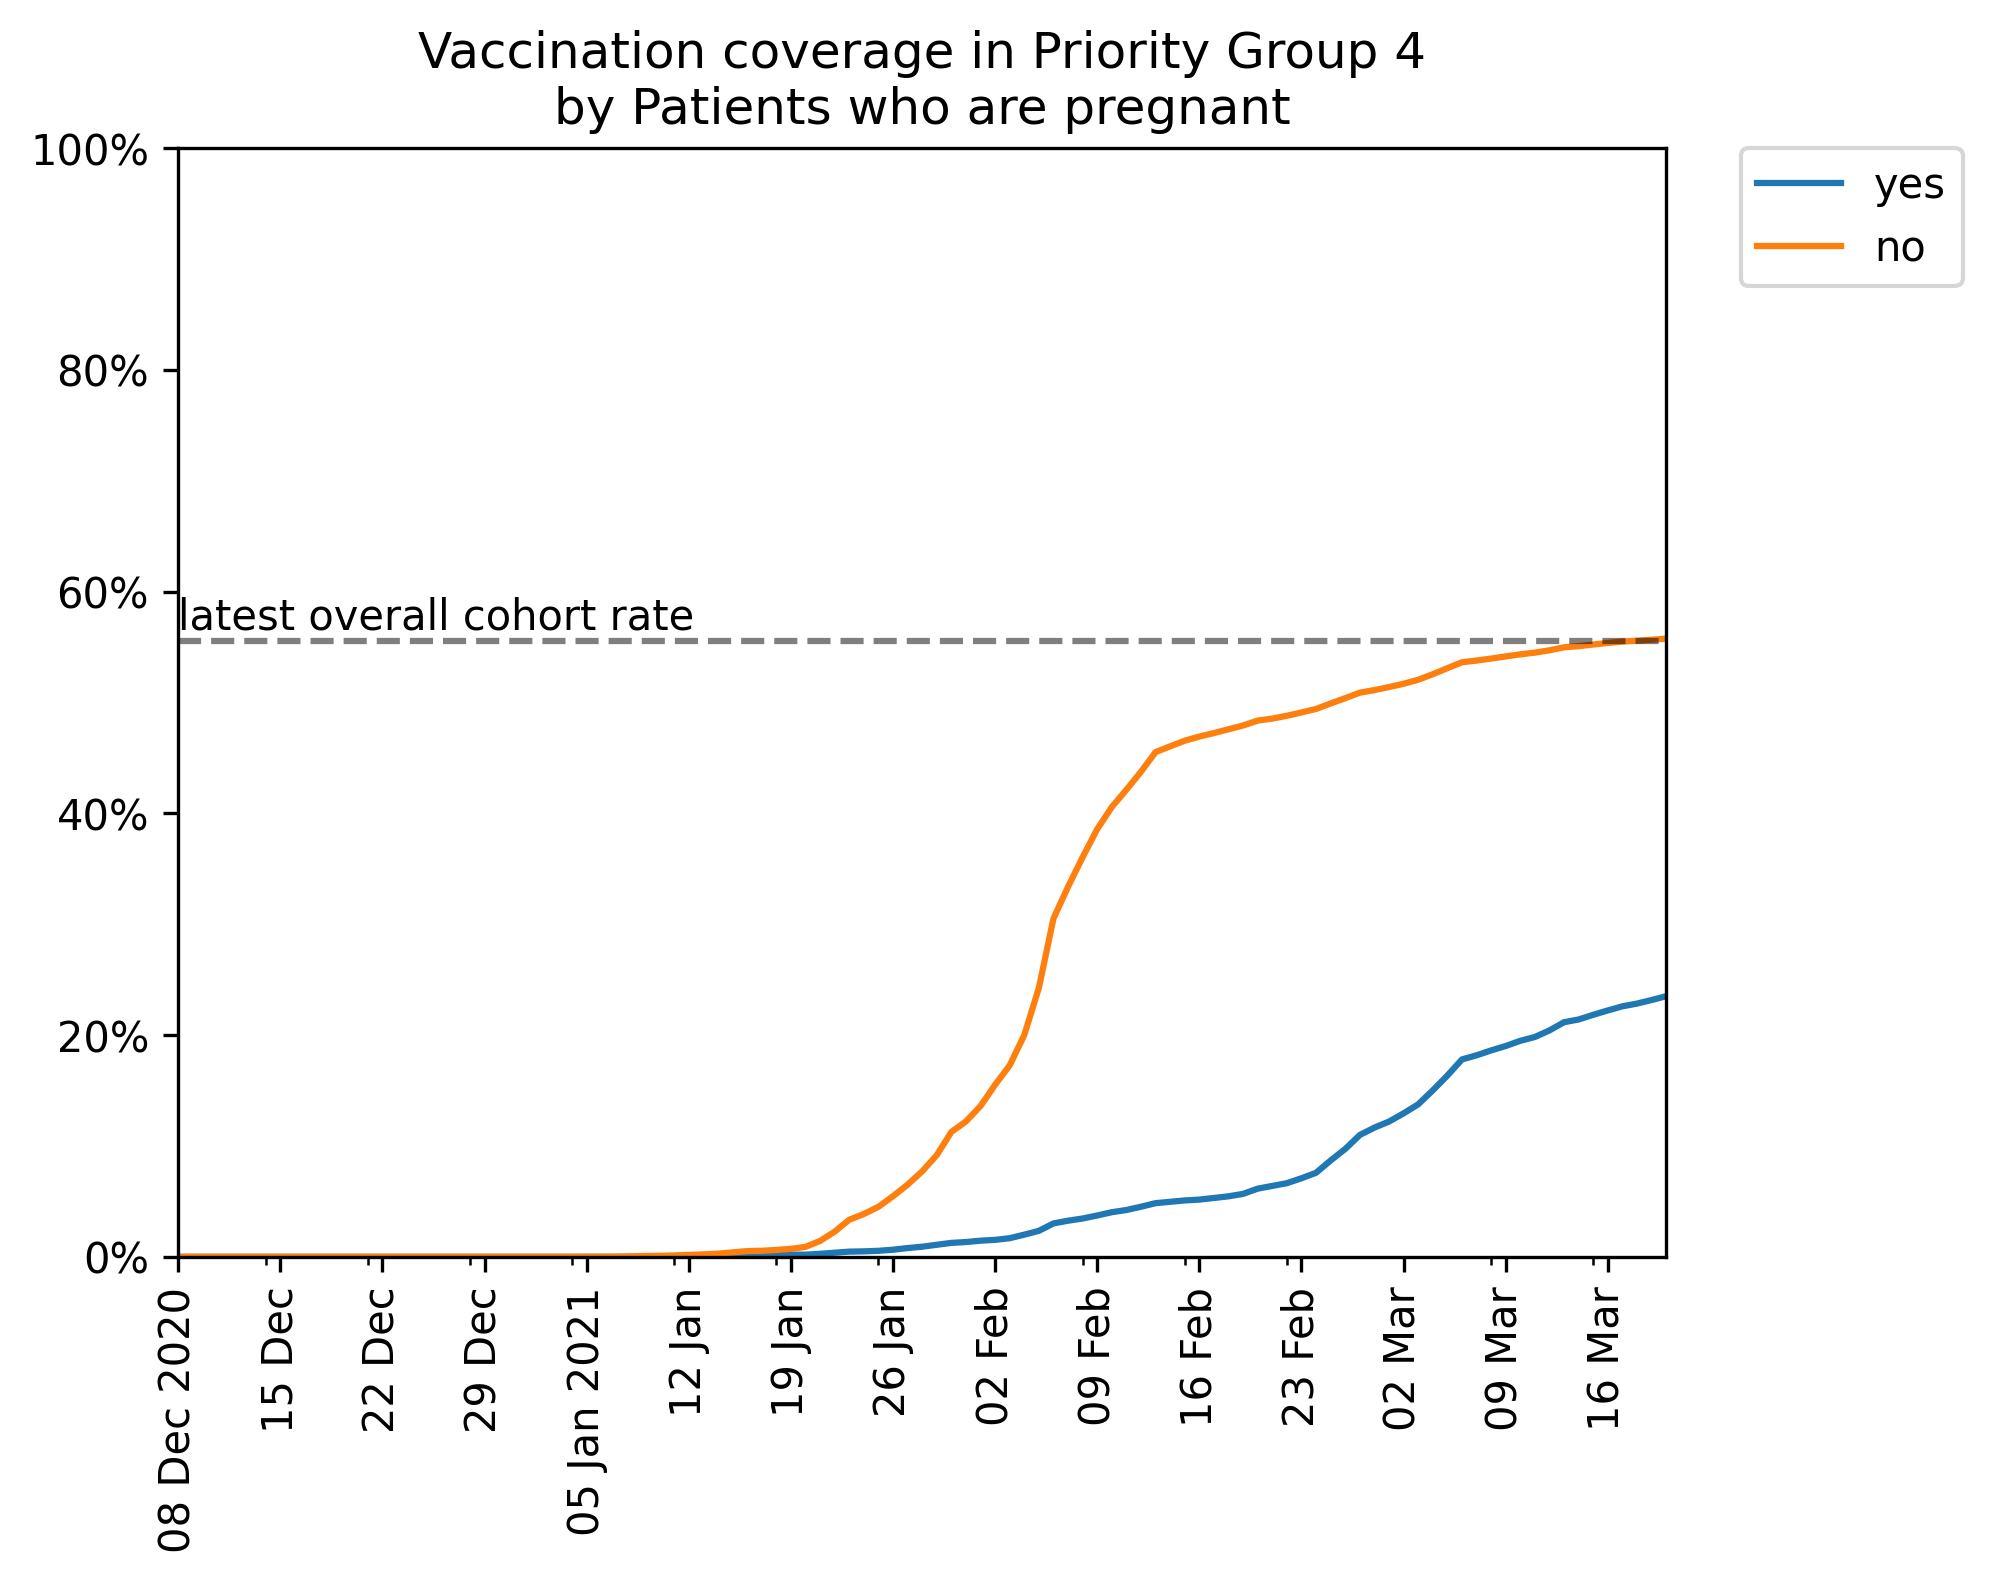 Vaccination coverage in Priority Group 4
by Patients who are pregnant
100%
80%
60%
40%
20%
0%
latest overall cohort rate
yes
no
08 Dec 2020
15 Dec
22 Dec
29 Dec
05 Jan 2021
12 Jan
19 Jan
26 Jan
02 Feb
09 Feb
16 Feb
23 Feb
02 Mar
09 Mar
16 Mar